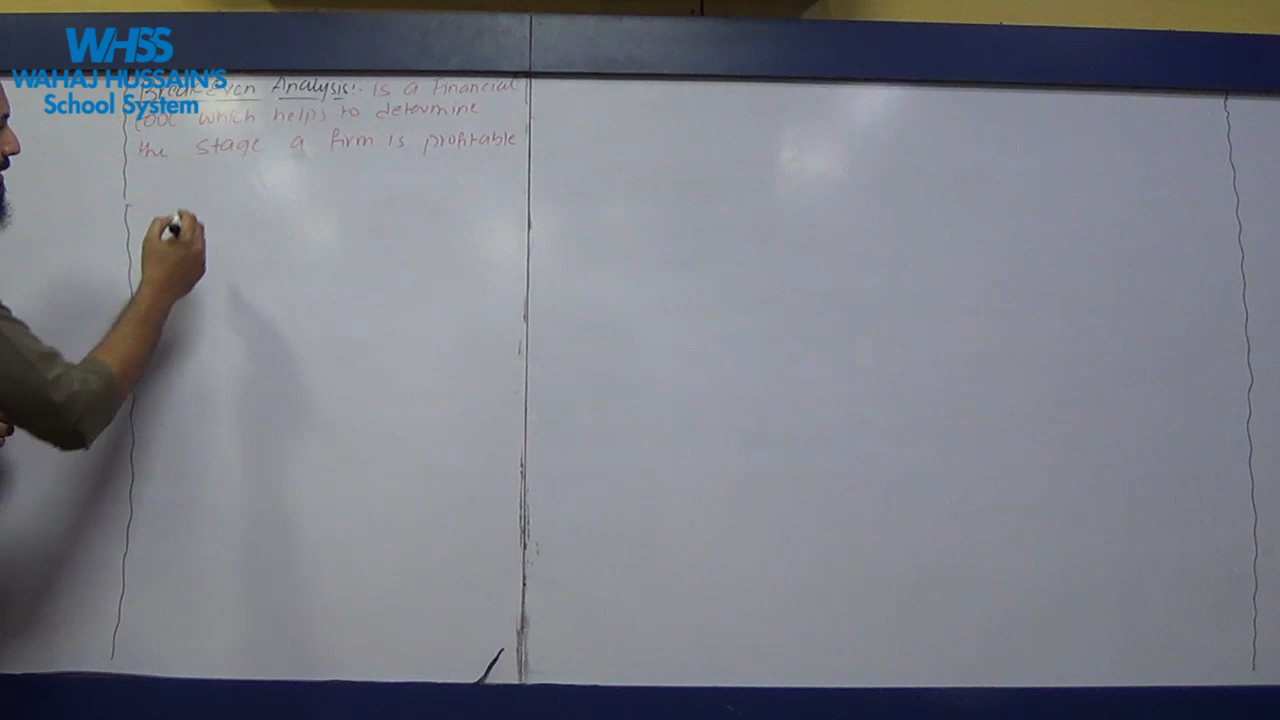 WHSS
WAHAJ HUSSAIN'S
School System
Break Even Analysis:- is a Financial
tool which helps to determine
the stage a firm is profitable